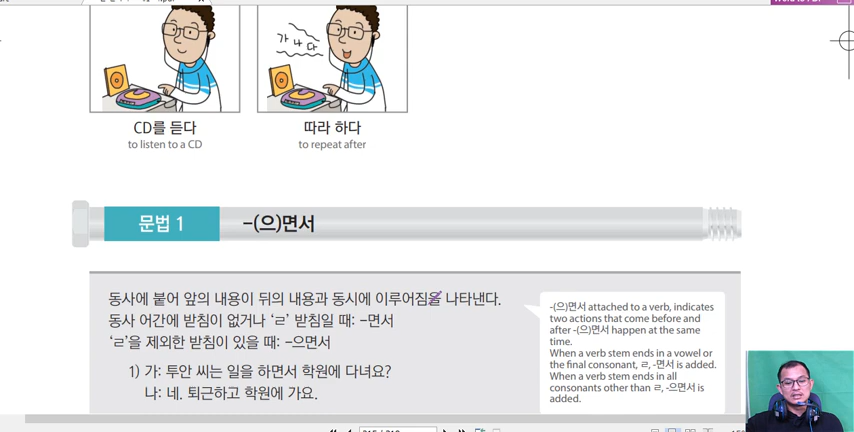 가 나 다
CD를 듣다
to listen to a CD
따라 하다
to repeat after
문법 1
-(으)면서
동사에 붙어 앞의 내용이 뒤의 내용과 동시에 이루어짐을 나타낸다.
동사 어간에 받침이 없거나 ‘ㄹ’ 받침일 때: -면서
‘ㄹ’을 제외한 받침이 있을 때: -으면서
1) 가: 투안 씨는 일을 하면서 학원에 다녀요?
나: 네. 퇴근하고 학원에 가요.
-(으)면서 attached to a verb, indicates
two actions that come before and
after -(으)면서 happen at the same
time.
When a verb stem ends in a vowel or
the final consonant, ㄹ, -면서 is added.
When a verb stem ends in all
consonants other than ㄹ, -으면서 is
added.